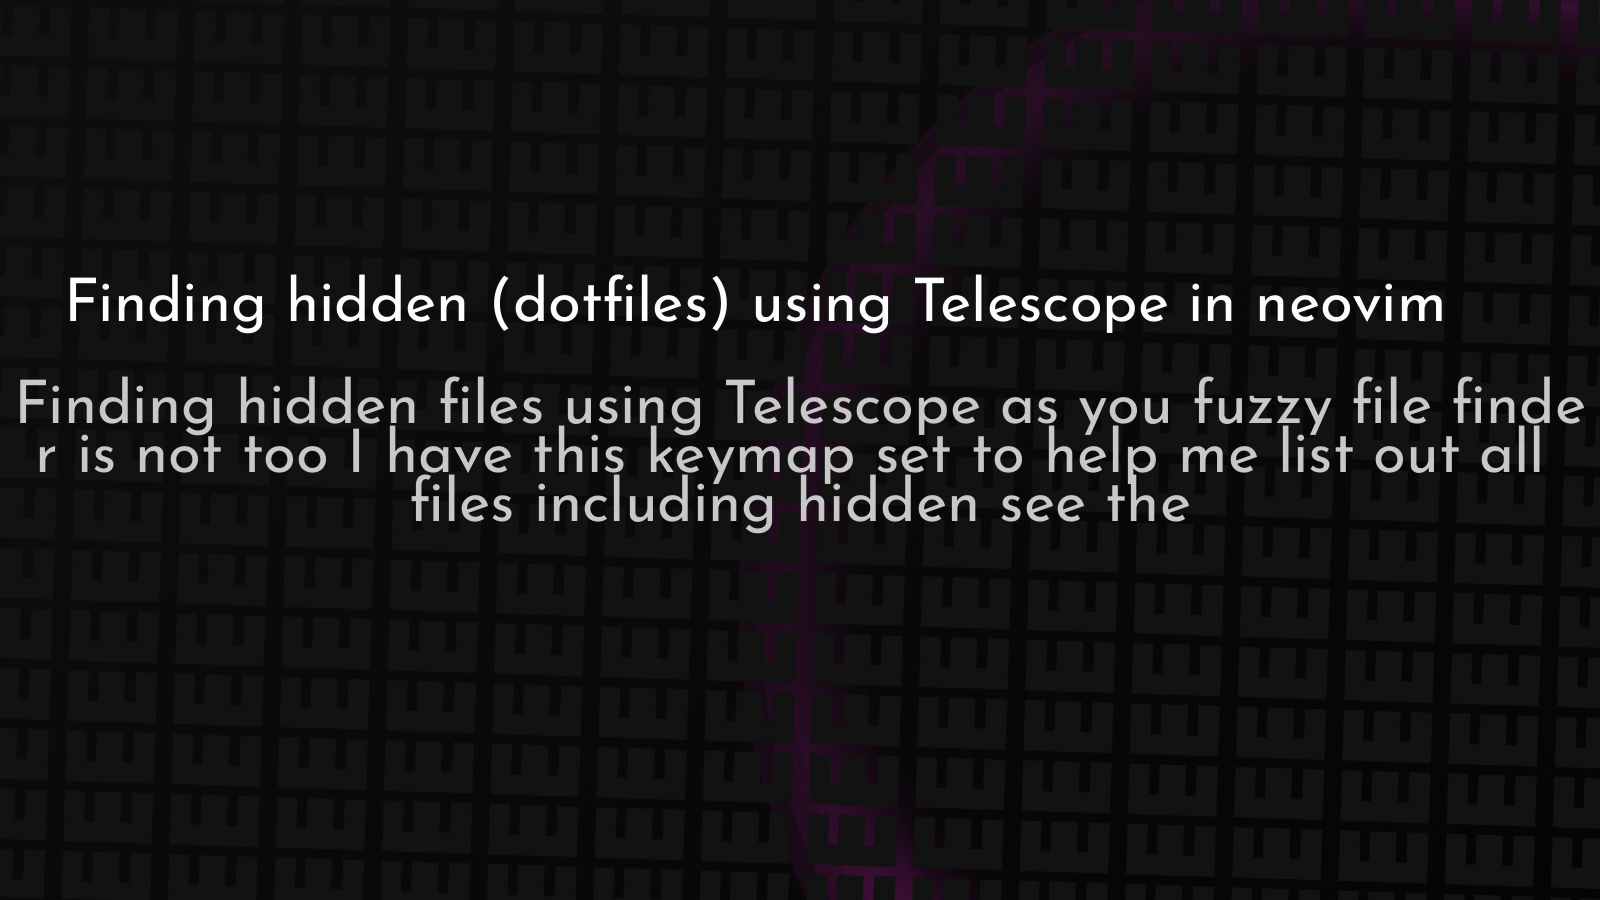 Finding hidden (dotfiles) using Telescope in neovim
Finding hidden files using Telescope as you fuzzy file finde
r is not too I have this keymap set to help me list out all
files including hidden see the